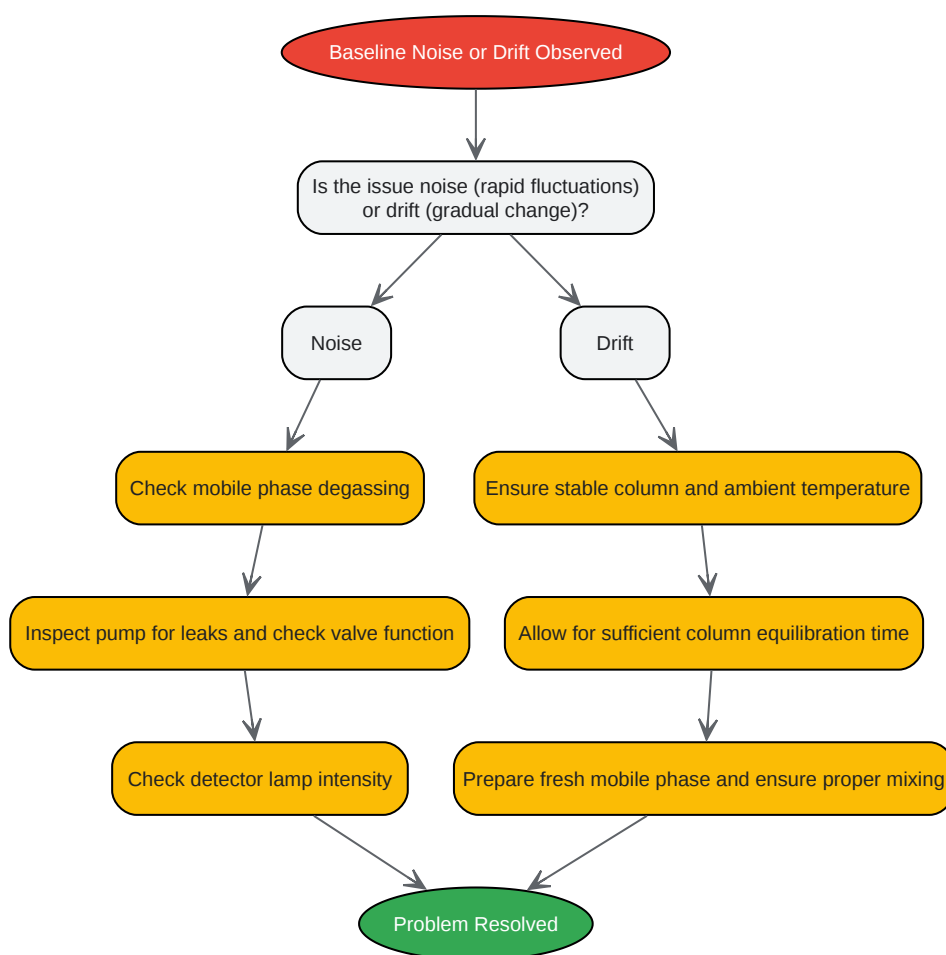 Baseline Noise or Drift Observed
Is the issue noise (rapid fluctuations)
or drift (gradual change)?
Noise
Drift
Check mobile phase degassing
Ensure stable column and ambient temperature
Inspect pump for leaks and check valve function
Allow for sufficient column equilibration time
Check detector lamp intensity
Prepare fresh mobile phase and ensure proper mixing
Problem Resolved